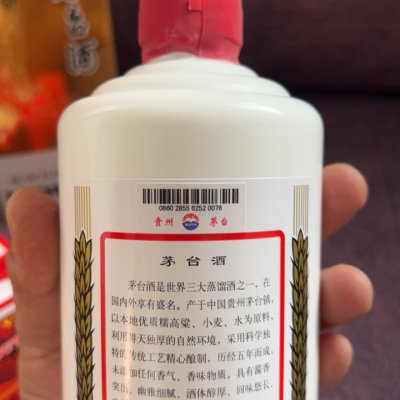 酒
0660 2855 6252 0076
贵州 茅台
茅台酒
茅台酒是世界三大蒸馏酒之一，在
国内外享有盛名。产于中国贵州茅台镇，
以本地优质糯高粱、小麦、水为原料，
利用得天独厚的自然环境，采用科学独
特的传统工艺精心酿制，历经五年而成，
未添加任何香气、香味物质。具有酱香
突出、幽雅细腻、酒体醇厚、回味悠长、